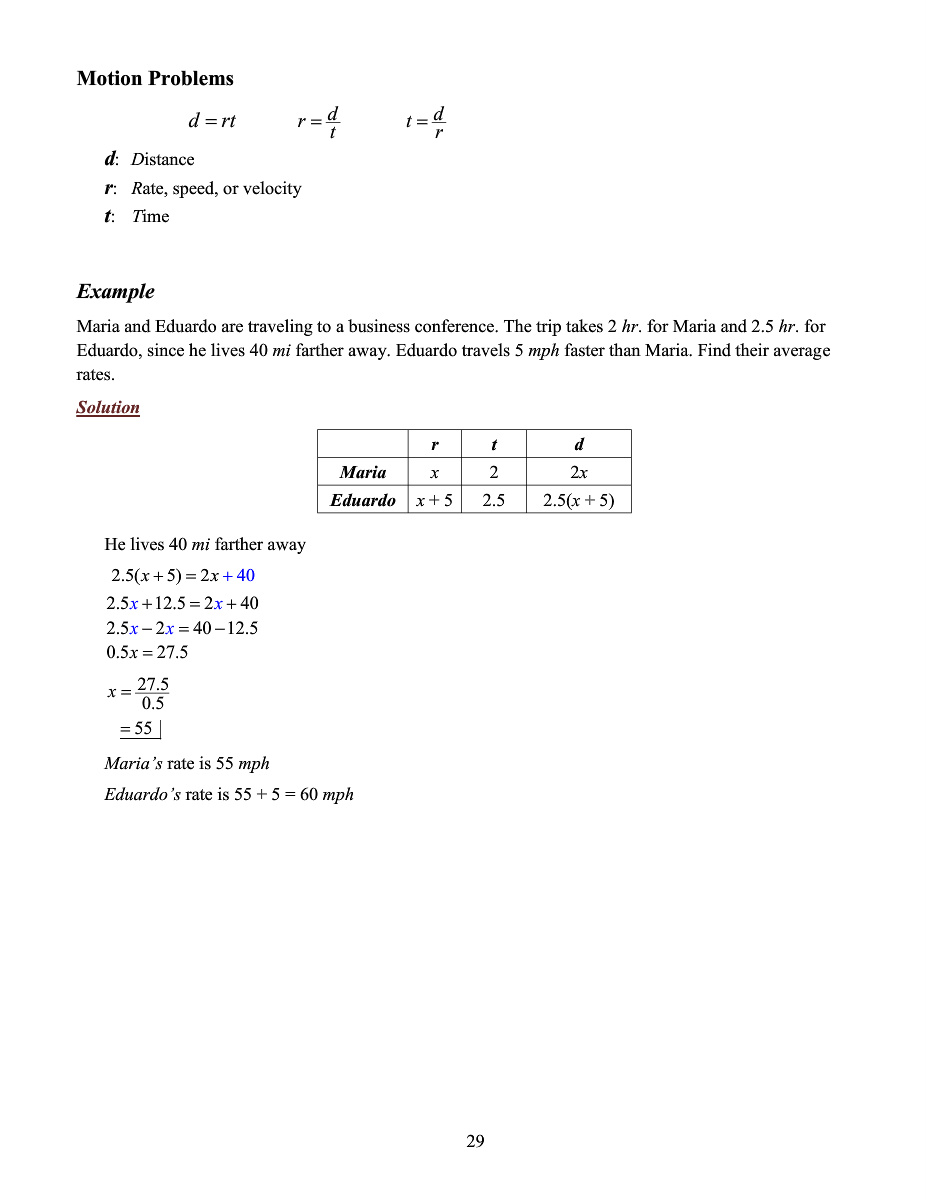 Motion Problems
d = rt    r = d/t    t = d/r
d: Distance
r: Rate, speed, or velocity
t: Time
Example
Maria and Eduardo are traveling to a business conference. The trip takes 2 hr. for Maria and 2.5 hr. for
Eduardo, since he lives 40 mi farther away. Eduardo travels 5 mph faster than Maria. Find their average
rates.
Solution
r t d
Maria x 2 2x
Eduardo x + 5 2.5 2.5(x + 5)
He lives 40 mi farther away
2.5(x + 5) = 2x + 40
2.5x + 12.5 = 2x + 40
2.5x − 2x = 40 − 12.5
0.5x = 27.5
x = 27.5/0.5
= 55
Maria's rate is 55 mph
Eduardo's rate is 55 + 5 = 60 mph
29